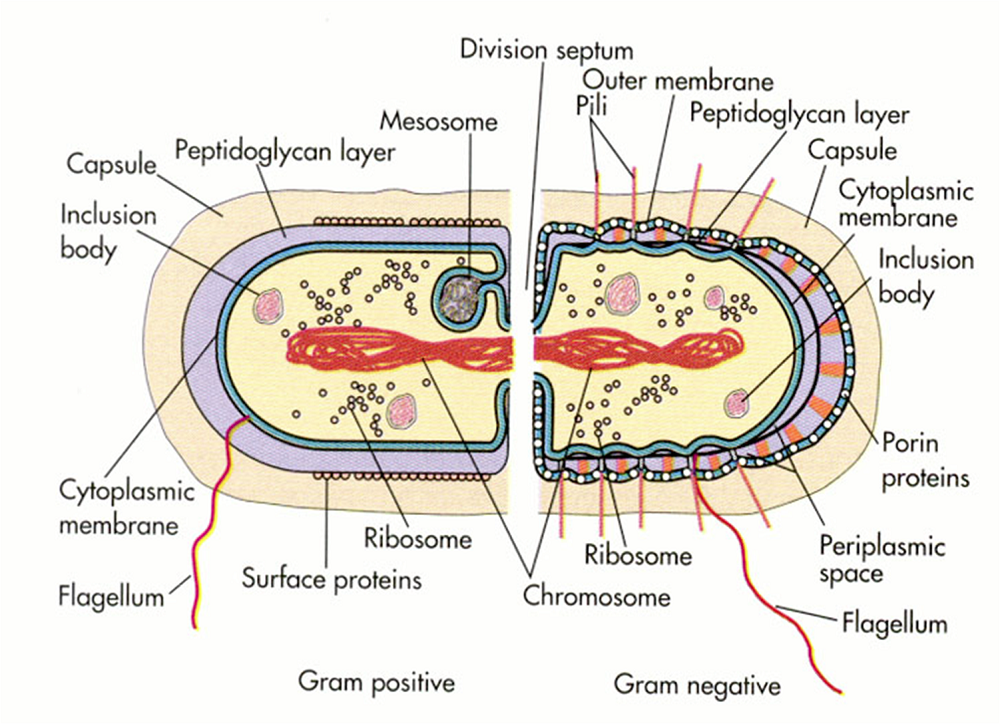 Division septum
Outer membrane
Pili
Peptidoglycan layer
Mesosome
Capsule
Peptidoglycan layer
Capsule
Cytoplasmic
membrane
Inclusion
body
Inclusion
body
Porin
proteins
Cytoplasmic
membrane
Ribosome
Ribosome
Periplasmic
space
Surface proteins
Flagellum
Chromosome
Flagellum
Gram positive
Gram negative